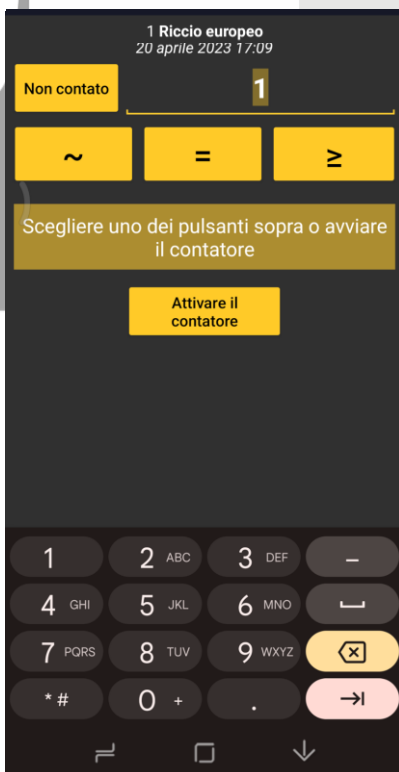 1 Riccio europeo
20 aprile 2023 17:09
Non contato
1
~ = ≥
Scegliere uno dei pulsanti sopra o avviare
il contatore
Attivare il
contatore
1 2 ABC 3 DEF –
4 GHI 5 JKL 6 MNO
7 PQRS 8 TUV 9 WXYZ
* # 0 + .